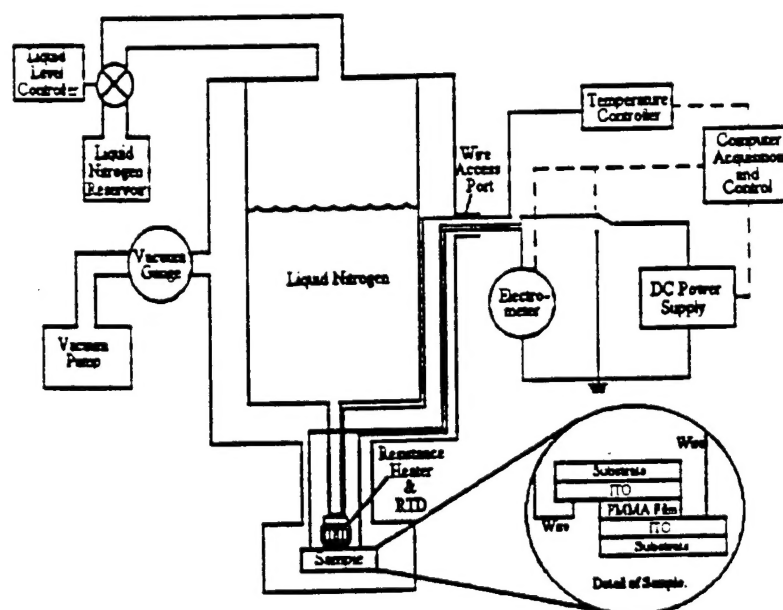 Liquid
Level
Controller
Liquid
Nitrogen
Reservoir
Vacuum
Gauge
Vacuum
Pump
Liquid Nitrogen
Wire
Access
Port
Temperature
Controller
Computer
Acquisition
and
Control
Electro-
meter
DC Power
Supply
Resistance
Heater
&
RTD
Sample
Wire
Substrate
ITO
PMMA Film
ITO
Substrate
Wire
Detail of Sample.